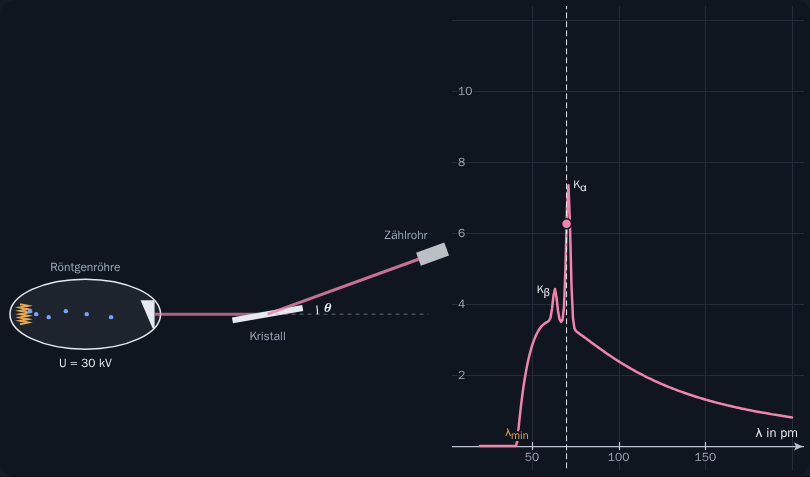 Röntgenröhre
U = 30 kV
Kristall
θ
Zählrohr
10
8
6
4
2
Kα
Kβ
λmin
λ in pm
50
100
150